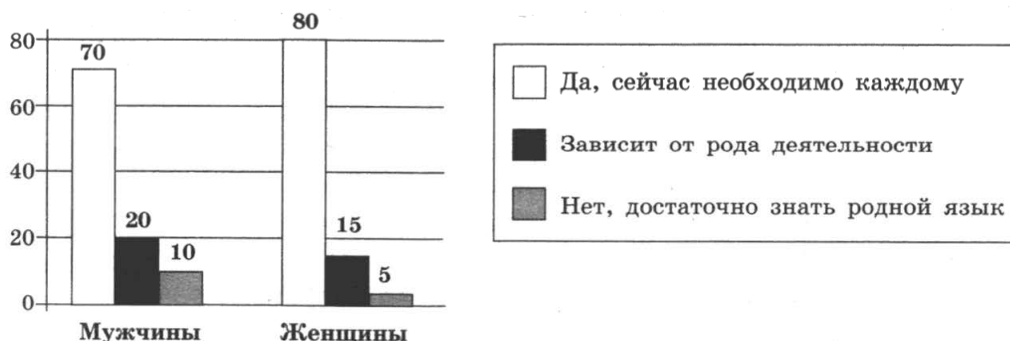 80
70
80
60
40
20
20
15
10
5
0
Мужчины
Женщины
Да, сейчас необходимо каждому
Зависит от рода деятельности
Нет, достаточно знать родной язык